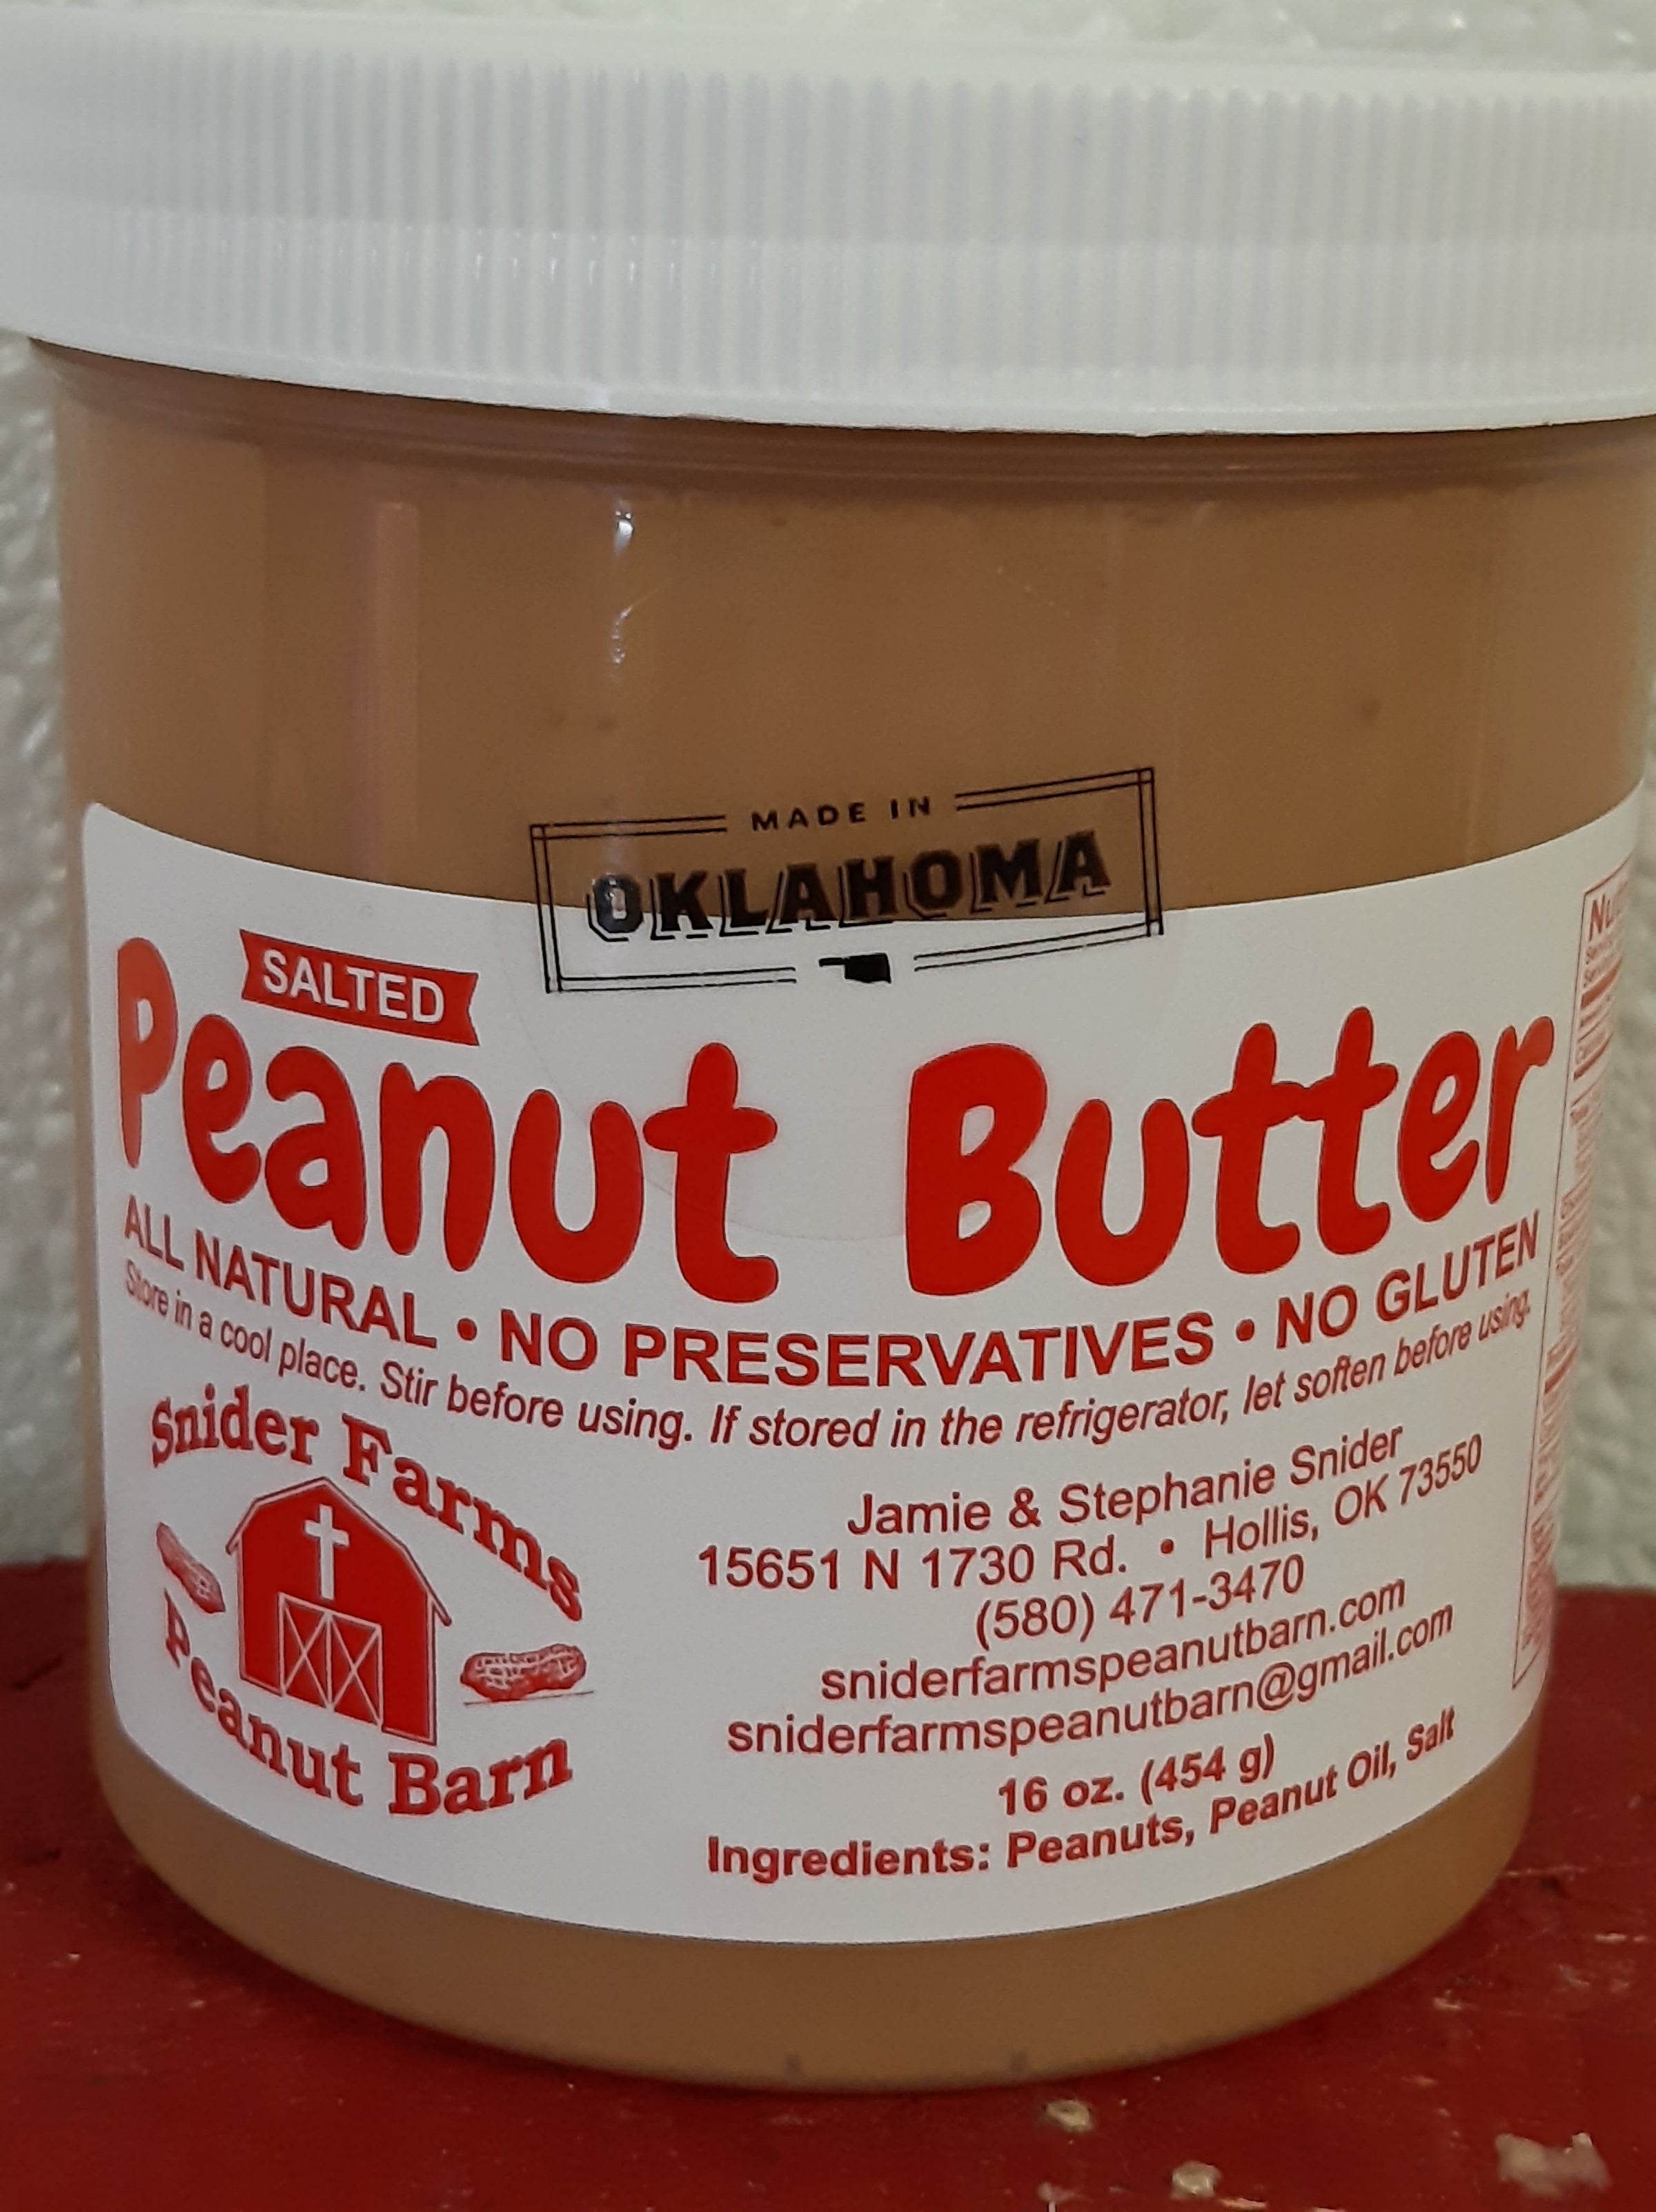 MADE IN
OKLAHOMA
SALTED
Peanut Butter
ALL NATURAL • NO PRESERVATIVES • NO GLUTEN
Store in a cool place. Stir before using. If stored in the refrigerator, let soften before using.
Snider Farms
Peanut Barn
Jamie & Stephanie Snider
15651 N 1730 Rd. • Hollis, OK 73550
(580) 471-3470
sniderfarmspeanutbarn.com
sniderfarmspeanutbarn@gmail.com
16 oz. (454 g)
Ingredients: Peanuts, Peanut Oil, Salt